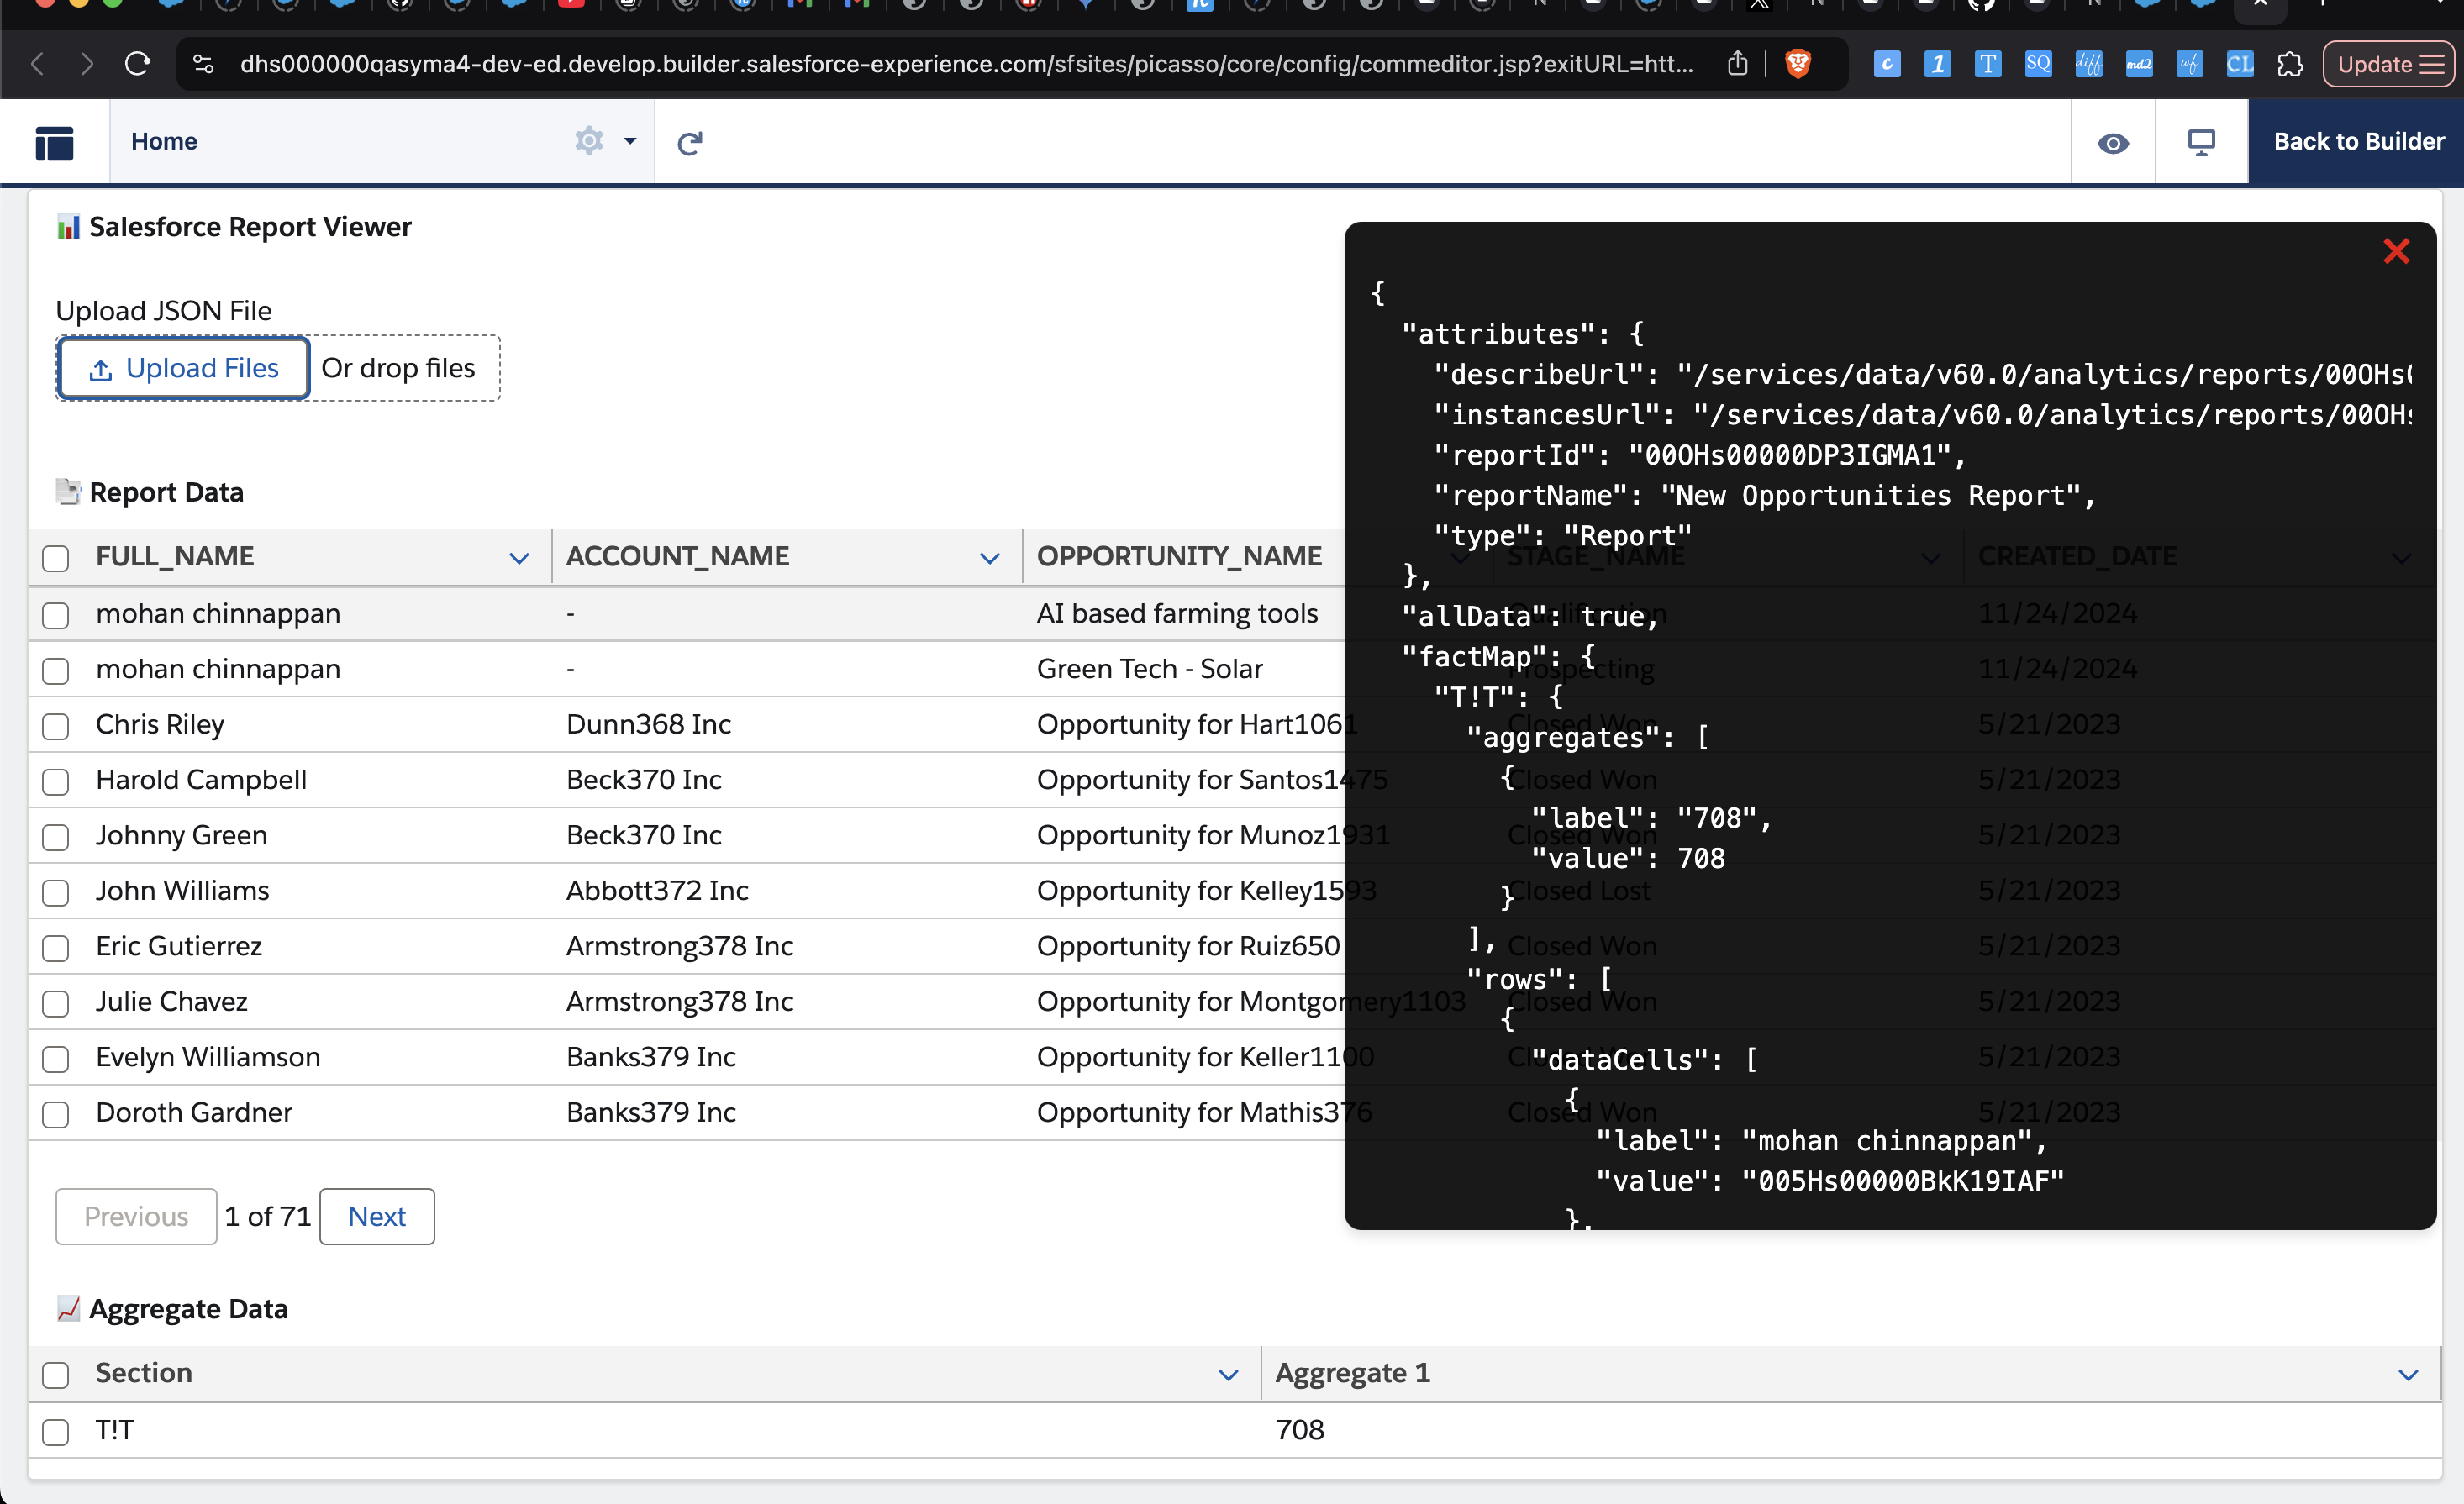 dhs000000qasyma4-dev-ed.develop.builder.salesforce-experience.com/sfsites/picasso/core/config/commeditor.jsp?exitURL=htt...
c 1 T SQ diff md2 wf CL
Update
Home
Back to Builder
Salesforce Report Viewer
Upload JSON File
Upload Files Or drop files
Report Data
FULL_NAME ACCOUNT_NAME OPPORTUNITY_NAME STAGE_NAME CREATED_DATE
mohan chinnappan - AI based farming tools Qualification 11/24/2024
mohan chinnappan - Green Tech - Solar Prospecting 11/24/2024
Chris Riley Dunn368 Inc Opportunity for Hart1061 Closed Won 5/21/2023
Harold Campbell Beck370 Inc Opportunity for Santos1475 Closed Won 5/21/2023
Johnny Green Beck370 Inc Opportunity for Munoz1931 Closed Won 5/21/2023
John Williams Abbott372 Inc Opportunity for Kelley1593 Closed Lost 5/21/2023
Eric Gutierrez Armstrong378 Inc Opportunity for Ruiz650 Closed Won 5/21/2023
Julie Chavez Armstrong378 Inc Opportunity for Montgomery1103 Closed Won 5/21/2023
Evelyn Williamson Banks379 Inc Opportunity for Keller1100 Closed Won 5/21/2023
Doroth Gardner Banks379 Inc Opportunity for Mathis376 Closed Won 5/21/2023
Previous 1 of 71 Next
Aggregate Data
Section Aggregate 1
T!T 708
{
"attributes": {
"describeUrl": "/services/data/v60.0/analytics/reports/00OHs
"instancesUrl": "/services/data/v60.0/analytics/reports/00OHs
"reportId": "00OHs00000DP3IGMA1",
"reportName": "New Opportunities Report",
"type": "Report"
},
"allData": true,
"factMap": {
"T!T": {
"aggregates": [
{
"label": "708",
"value": 708
}
],
"rows": [
{
"dataCells": [
{
"label": "mohan chinnappan",
"value": "005Hs00000BkK19IAF"
},